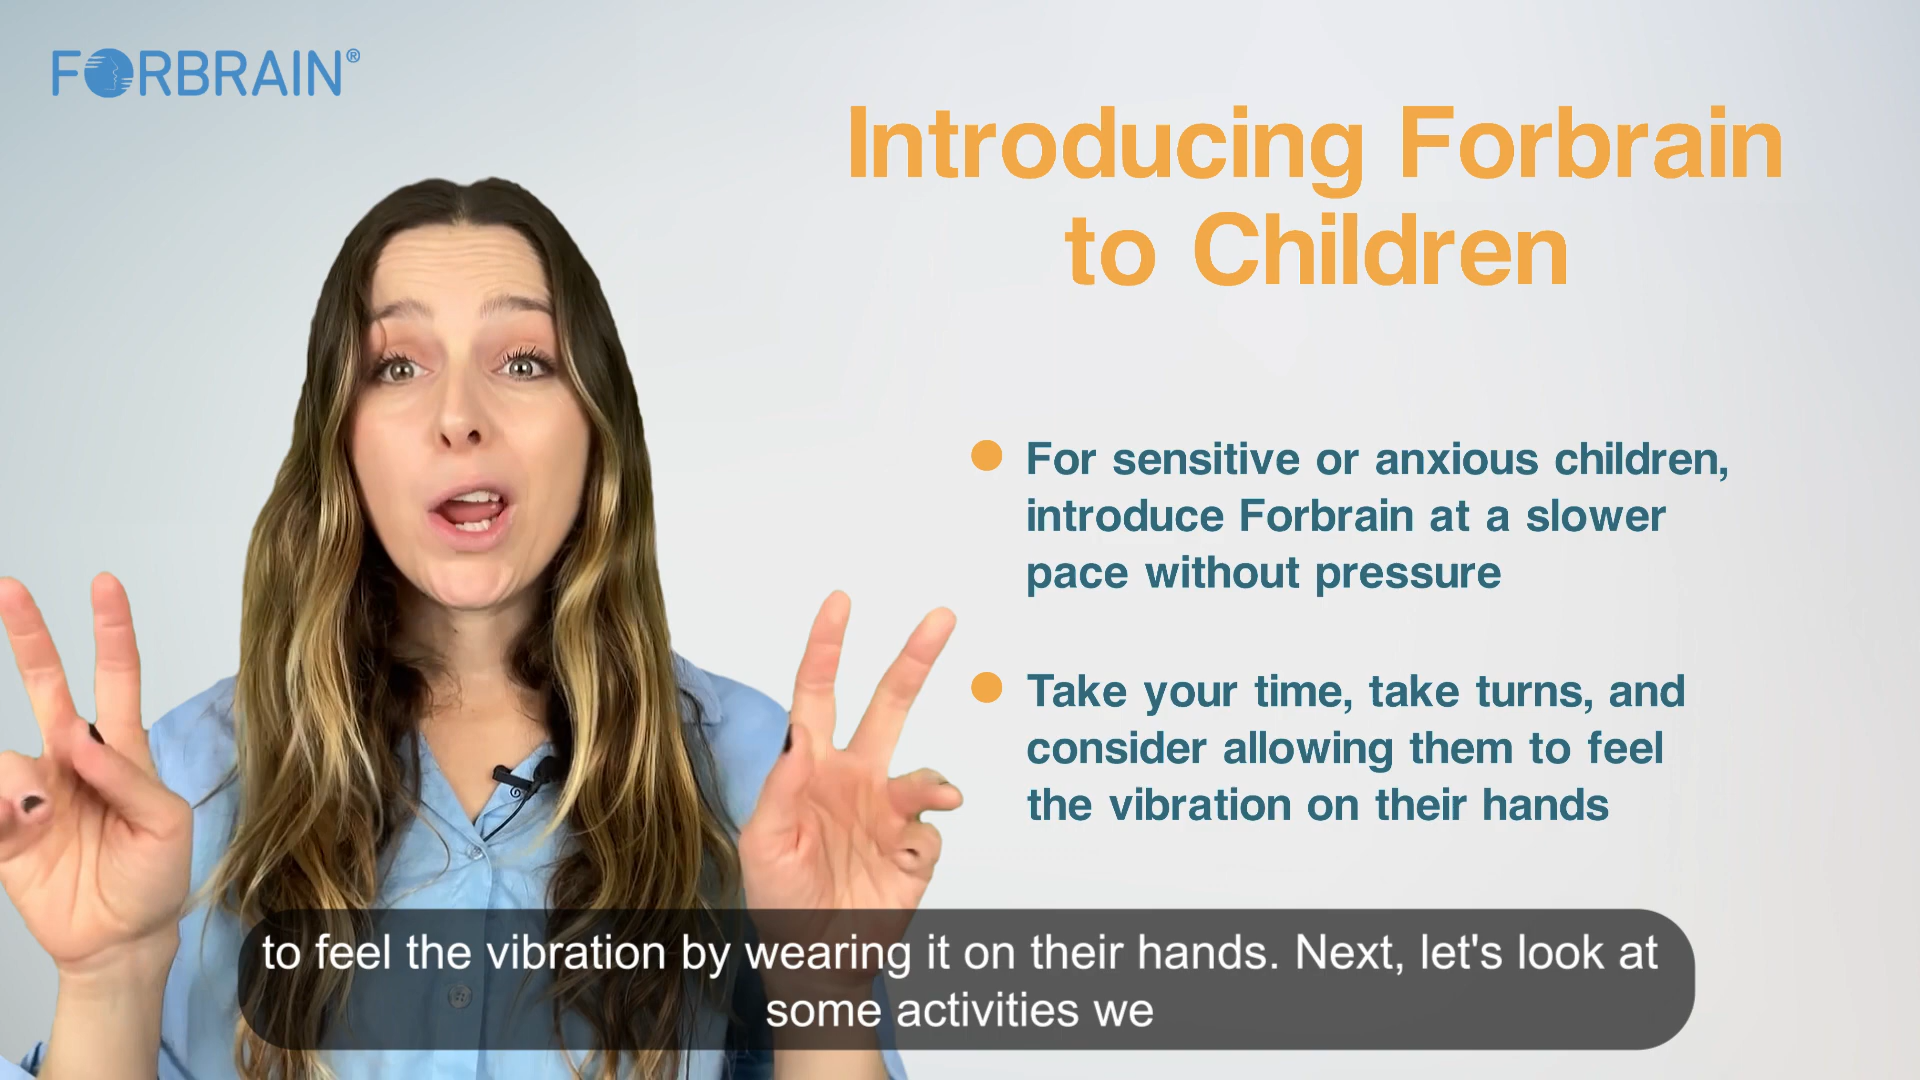 FORBRAIN®
Introducing Forbrain
to Children
For sensitive or anxious children,
introduce Forbrain at a slower
pace without pressure
Take your time, take turns, and
consider allowing them to feel
the vibration on their hands
to feel the vibration by wearing it on their hands. Next, let's look at
some activities we